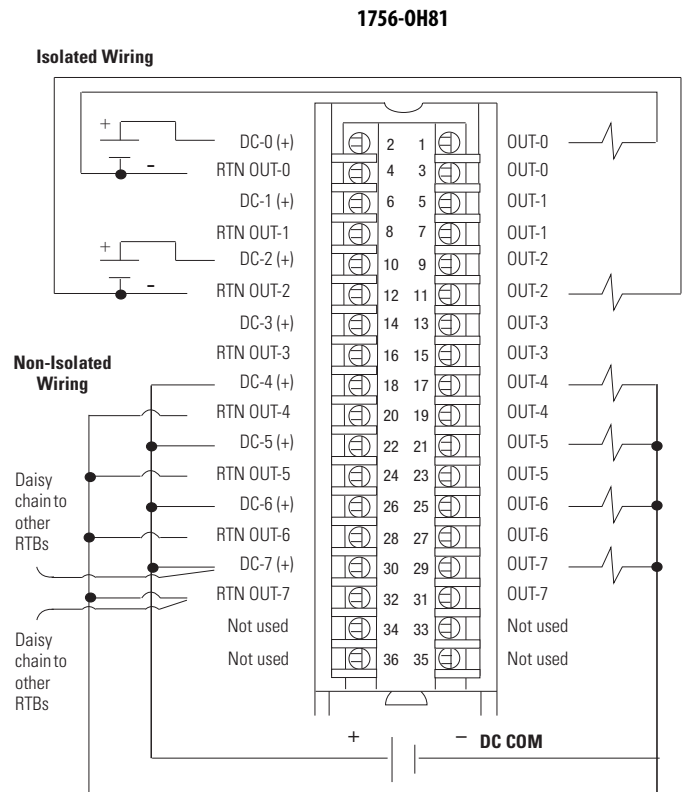 1756-OH81
Isolated Wiring
+
DC-0 (+) 2 1 OUT-0
-
RTN OUT-0 4 3 OUT-0
DC-1 (+) 6 5 OUT-1
RTN OUT-1 8 7 OUT-1
+
DC-2 (+) 10 9 OUT-2
-
RTN OUT-2 12 11 OUT-2
DC-3 (+) 14 13 OUT-3
RTN OUT-3 16 15 OUT-3
Non-Isolated
Wiring
DC-4 (+) 18 17 OUT-4
RTN OUT-4 20 19 OUT-4
DC-5 (+) 22 21 OUT-5
RTN OUT-5 24 23 OUT-5
Daisy
chain to
other
RTBs
DC-6 (+) 26 25 OUT-6
RTN OUT-6 28 27 OUT-6
DC-7 (+) 30 29 OUT-7
RTN OUT-7 32 31 OUT-7
Not used 34 33 Not used
Not used 36 35 Not used
Daisy
chain to
other
RTBs
+ – DC COM